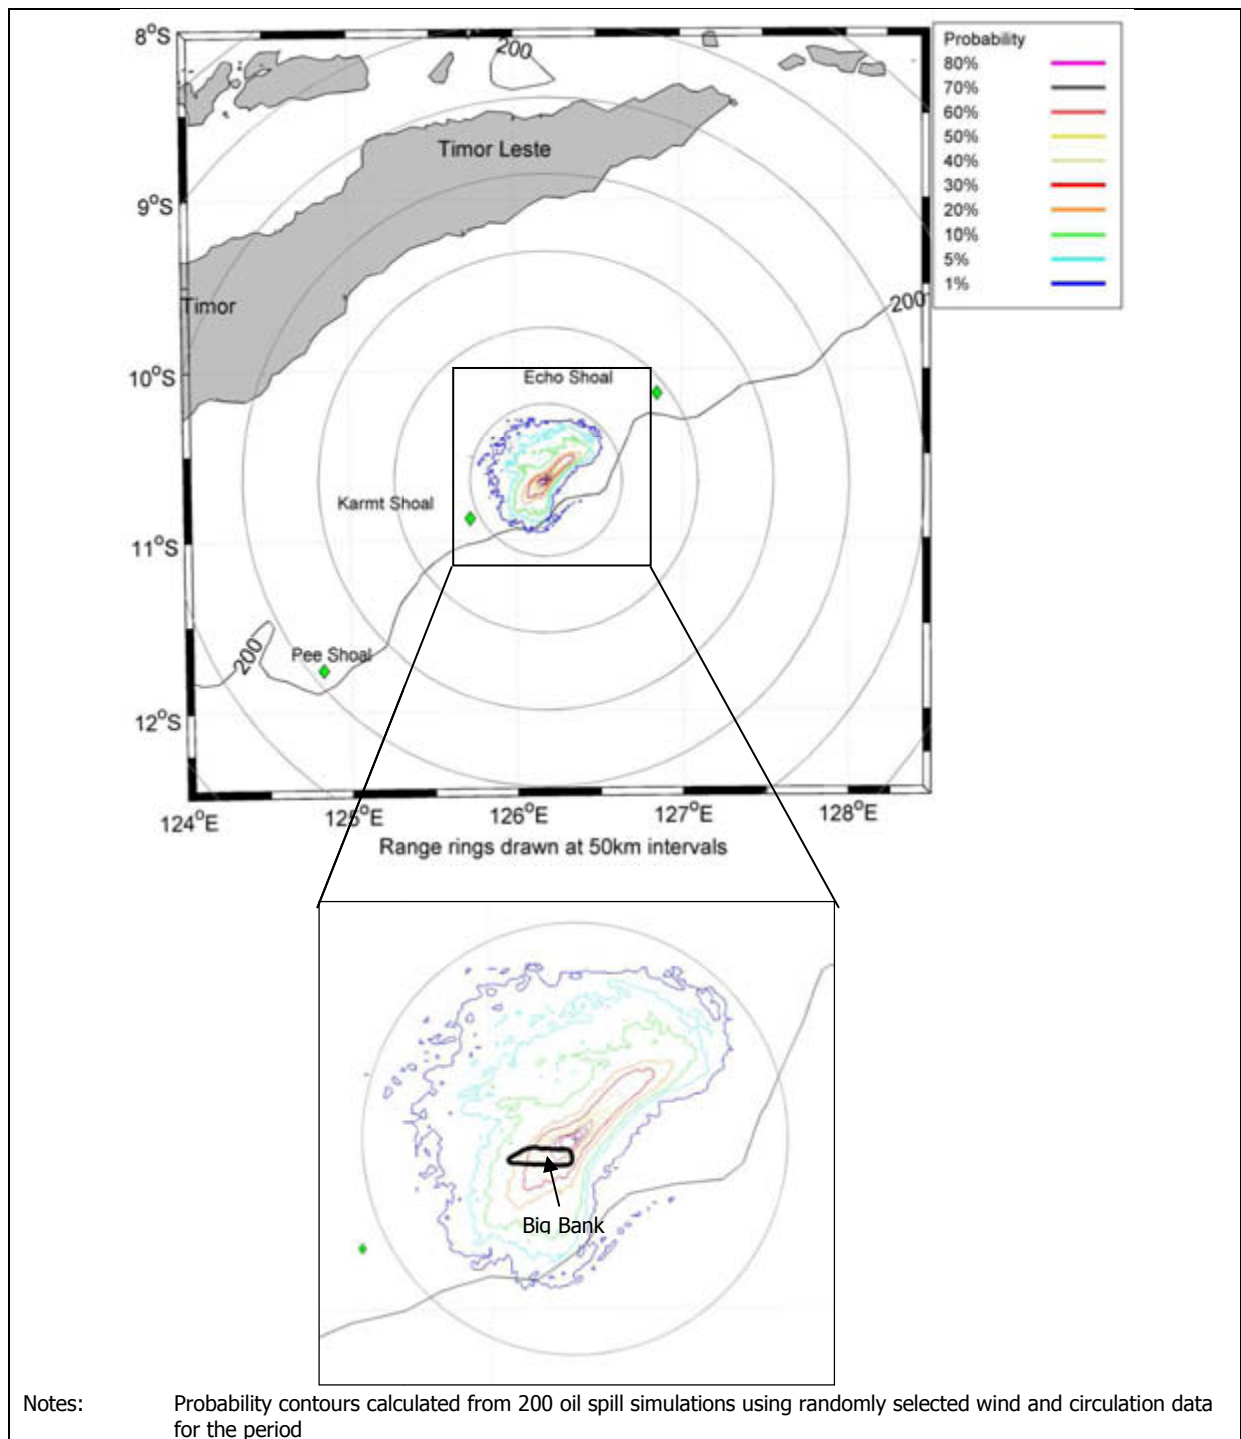 8°S
200
Timor Leste
9°S
Timor
200
10°S
Echo Shoal
Karmt Shoal
11°S
200
Pee Shoal
12°S
124°E
125°E
126°E
127°E
128°E
Range rings drawn at 50km intervals
Probability
80%
70%
60%
50%
40%
30%
20%
10%
5%
1%
Big Bank
Notes: Probability contours calculated from 200 oil spill simulations using randomly selected wind and circulation data
for the period